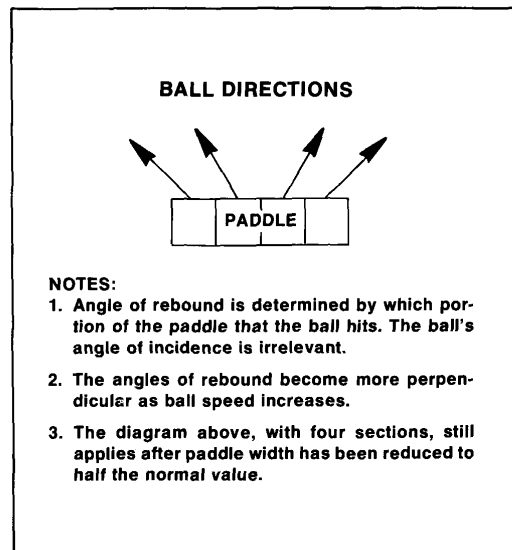 BALL DIRECTIONS
PADDLE
NOTES:
1. Angle of rebound is determined by which por-
tion of the paddle that the ball hits. The ball's
angle of incidence is irrelevant.
2. The angles of rebound become more perpen-
dicular as ball speed increases.
3. The diagram above, with four sections, still
applies after paddle width has been reduced to
half the normal value.